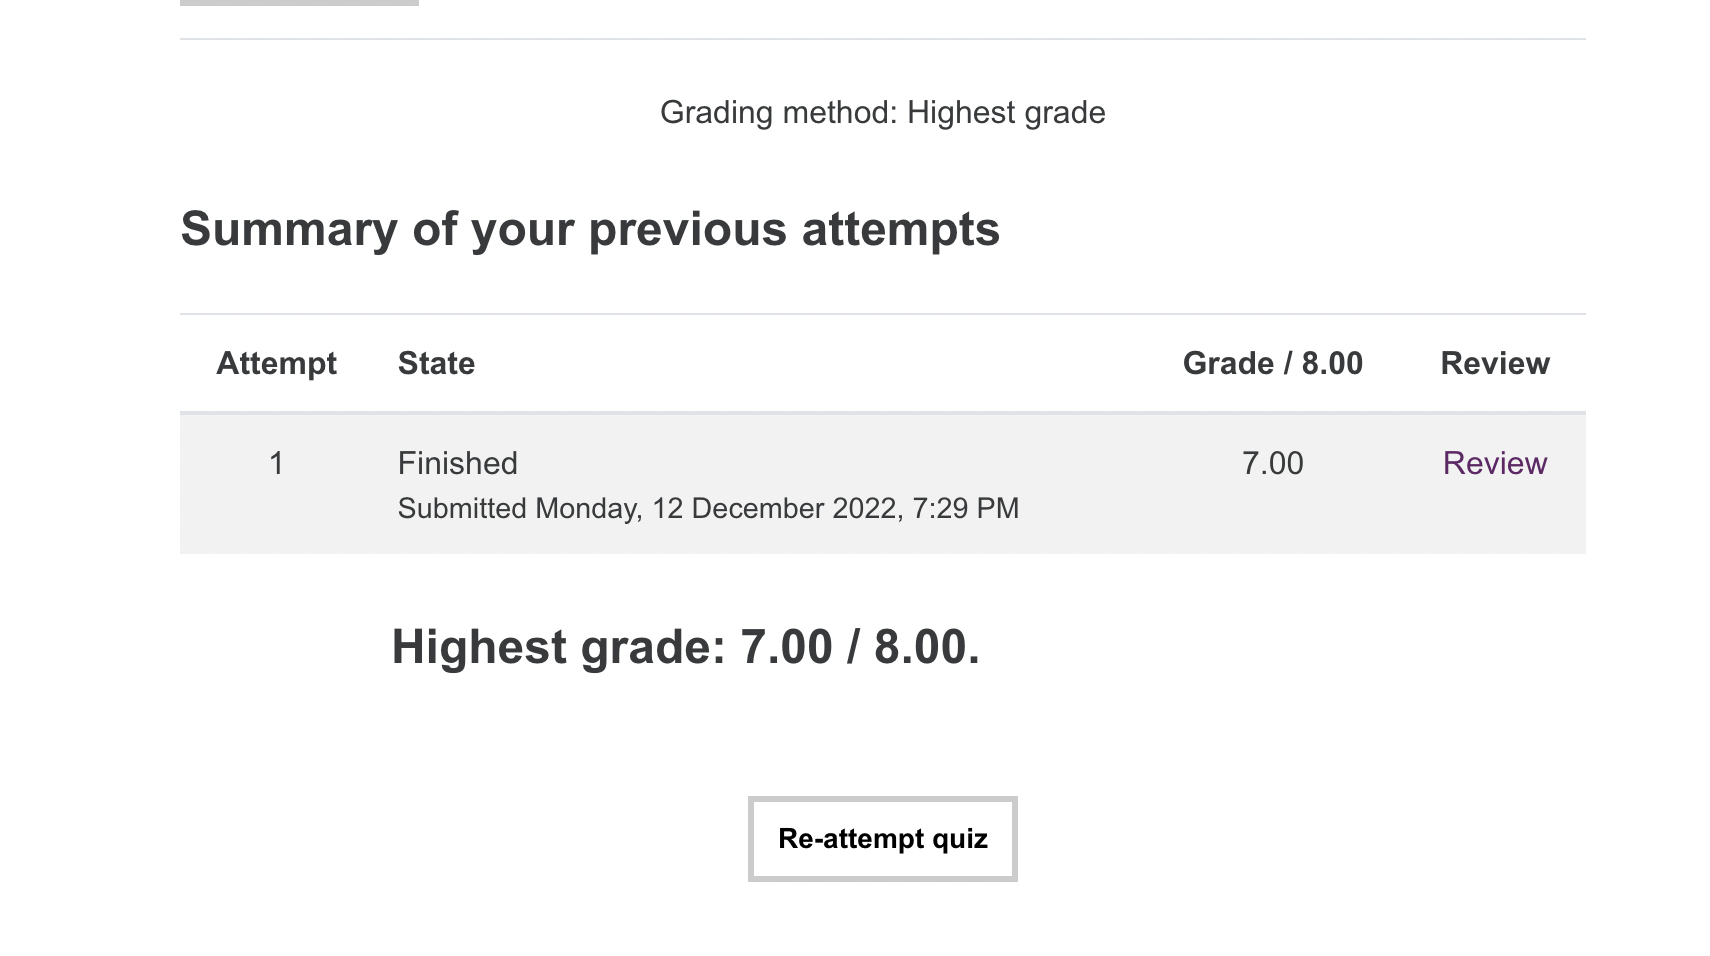 Grading method: Highest grade
Summary of your previous attempts
Attempt State Grade / 8.00 Review
1 Finished 7.00 Review
Submitted Monday, 12 December 2022, 7:29 PM
Highest grade: 7.00 / 8.00.
Re-attempt quiz